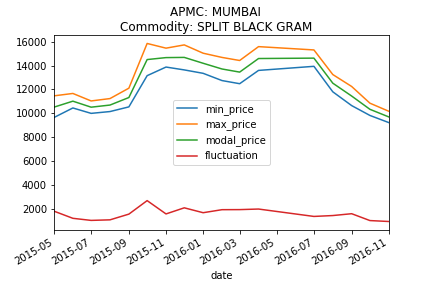 APMC: MUMBAI
Commodity: SPLIT BLACK GRAM
16000
14000
12000
10000
8000
6000
4000
2000
min_price
max_price
modal_price
fluctuation
2015-05
2015-07
2015-09
2015-11
2016-01
2016-03
2016-05
2016-07
2016-09
2016-11
date